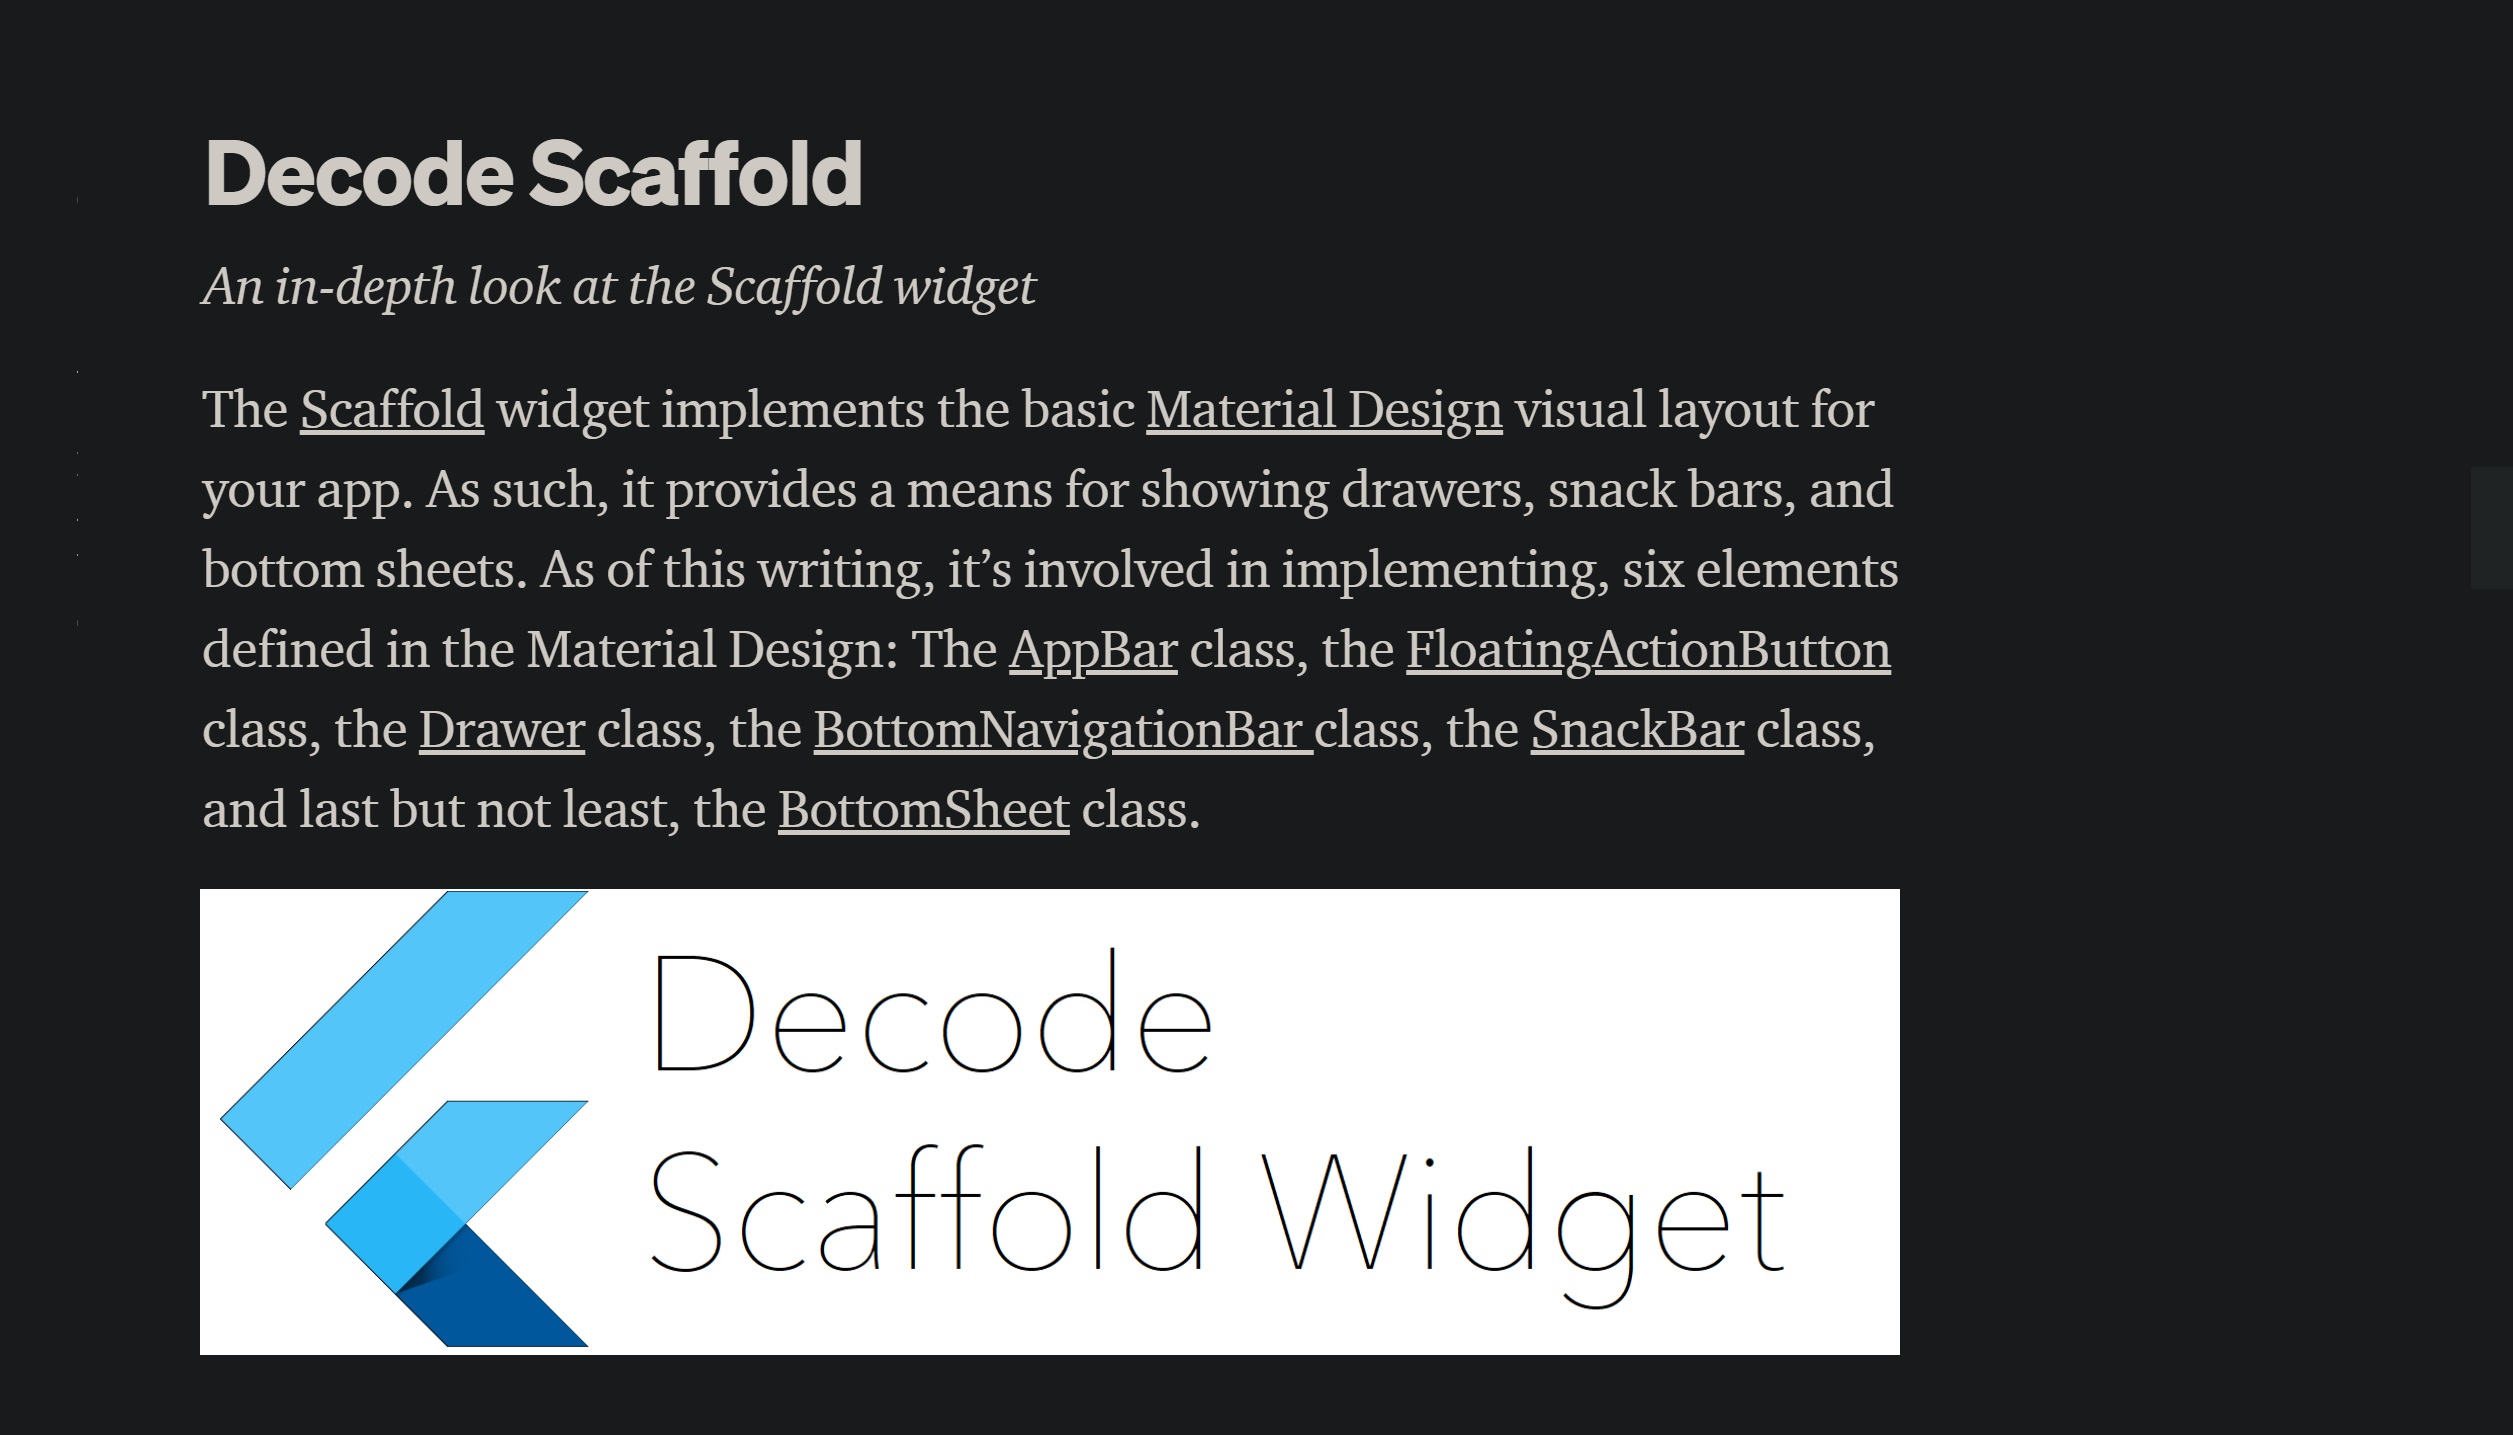 Decode Scaffold
An in-depth look at the Scaffold widget
The Scaffold widget implements the basic Material Design visual layout for
your app. As such, it provides a means for showing drawers, snack bars, and
bottom sheets. As of this writing, it’s involved in implementing, six elements
defined in the Material Design: The AppBar class, the FloatingActionButton
class, the Drawer class, the BottomNavigationBar class, the SnackBar class,
and last but not least, the BottomSheet class.
Decode
Scaffold Widget